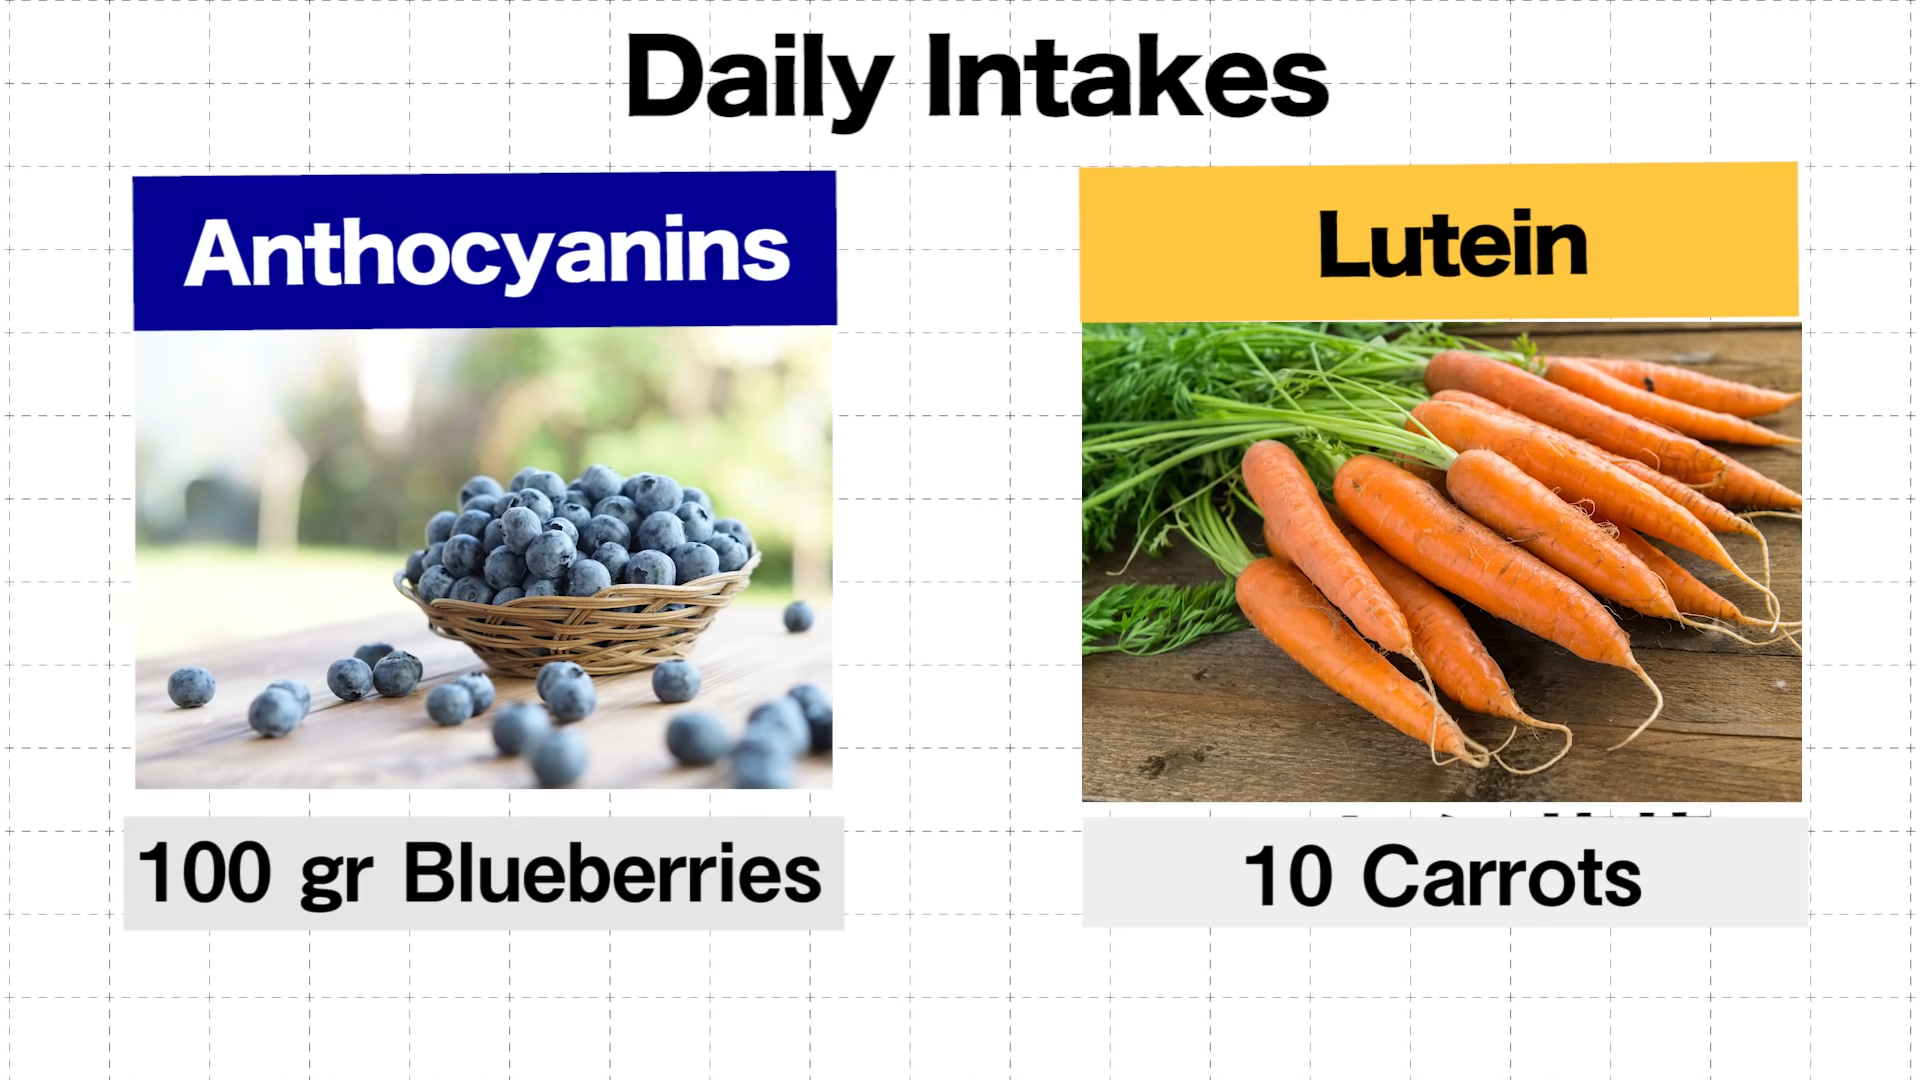 Daily Intakes
Anthocyanins
Lutein
100 gr Blueberries
10 Carrots